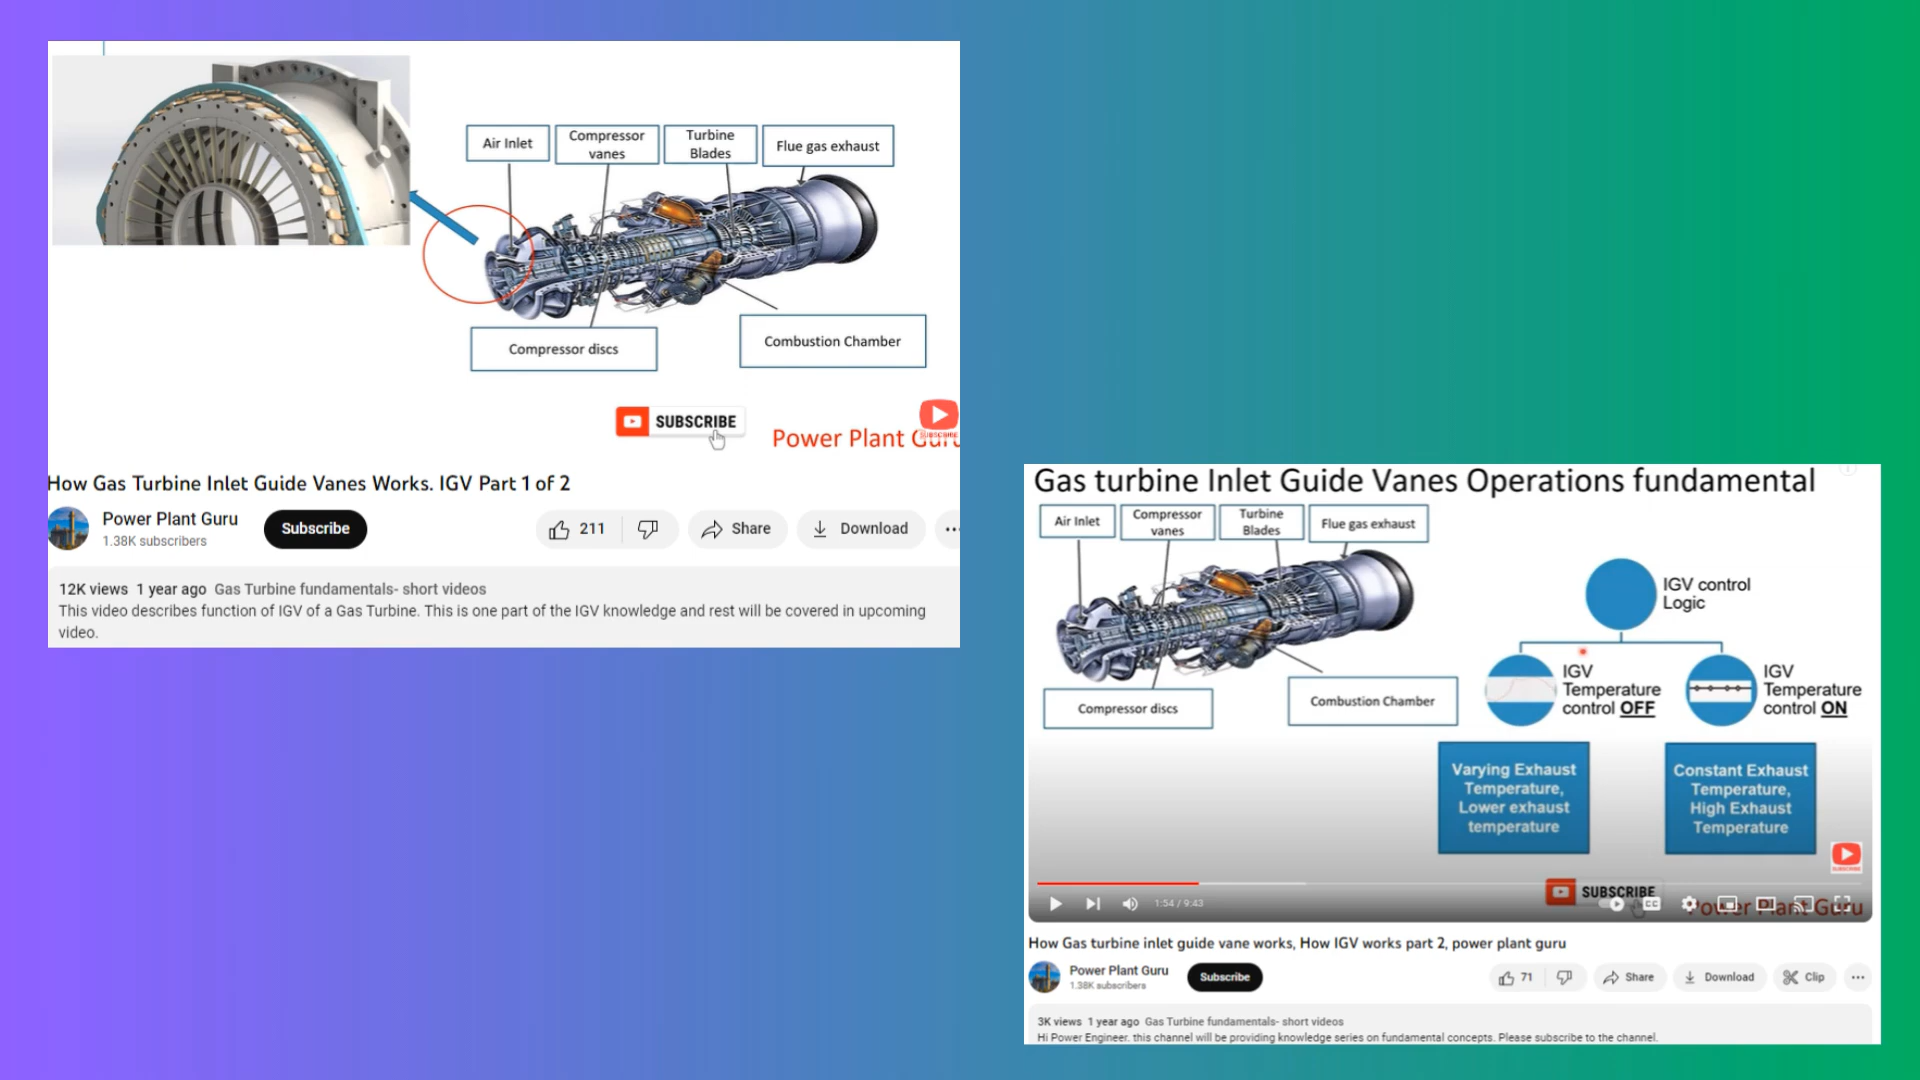 Air Inlet
Compressor
vanes
Turbine
Blades
Flue gas exhaust
Compressor discs
Combustion Chamber
SUBSCRIBE
Power Plant Guru
SUBSCRIBE
How Gas Turbine Inlet Guide Vanes Works. IGV Part 1 of 2
Power Plant Guru
1.38K subscribers
Subscribe
211
Share
Download
12K views 1 year ago Gas Turbine fundamentals- short videos
This video describes function of IGV of a Gas Turbine. This is one part of the IGV knowledge and rest will be covered in upcoming
video.
Gas turbine Inlet Guide Vanes Operations fundamental
Air Inlet
Compressor
vanes
Turbine
Blades
Flue gas exhaust
Compressor discs
Combustion Chamber
IGV control
Logic
IGV
Temperature
control OFF
IGV
Temperature
control ON
Varying Exhaust
Temperature,
Lower exhaust
temperature
Constant Exhaust
Temperature,
High Exhaust
Temperature
SUBSCRIBE
SUBSCRIBE
Power Plant Guru
1:54 / 9:43
CC
How Gas turbine inlet guide vane works, How IGV works part 2, power plant guru
Power Plant Guru
1.38K subscribers
Subscribe
71
Share
Download
Clip
3K views 1 year ago Gas Turbine fundamentals- short videos
Hi Power Engineer. this channel will be providing knowledge series on fundamental concepts. Please subscribe to the channel.